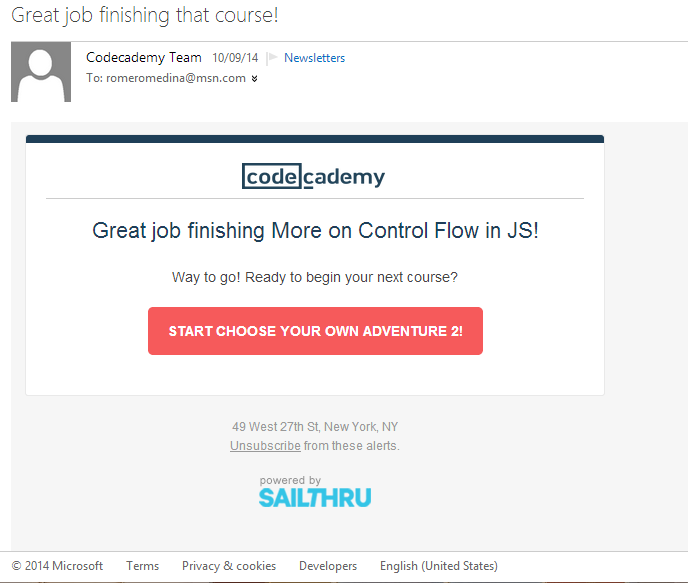 Great job finishing that course!
Codecademy Team 10/09/14 Newsletters
To: romeromedina@msn.com
codecademy
Great job finishing More on Control Flow in JS!
Way to go! Ready to begin your next course?
START CHOOSE YOUR OWN ADVENTURE 2!
49 West 27th St, New York, NY
Unsubscribe from these alerts.
powered by
SAILTHRU
© 2014 Microsoft Terms Privacy & cookies Developers English (United States)